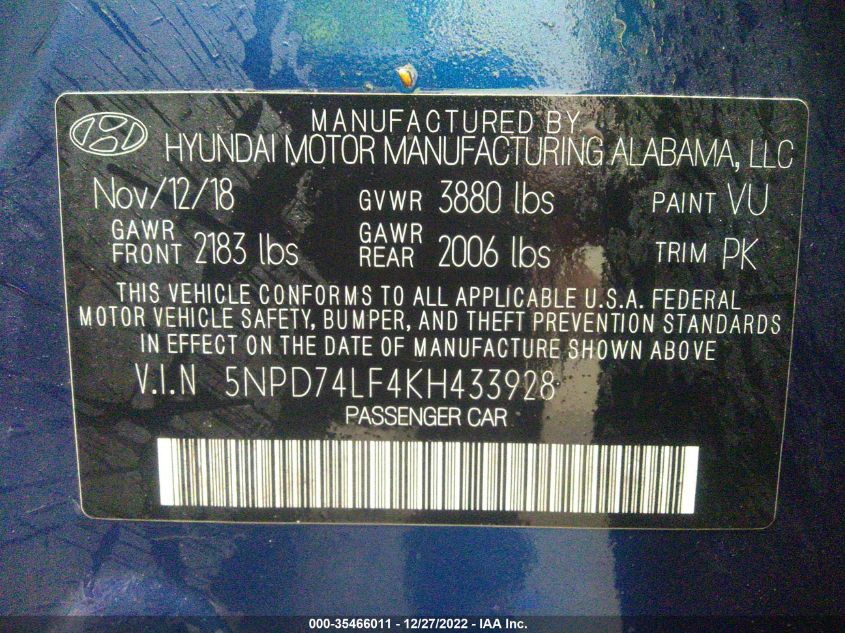 MANUFACTURED BY
HYUNDAI MOTOR MANUFACTURING ALABAMA, LLC
Nov/12/18 GVWR 3880 lbs PAINT VU
GAWR FRONT 2183 lbs GAWR REAR 2006 lbs TRIM PK
THIS VEHICLE CONFORMS TO ALL APPLICABLE U.S.A. FEDERAL
MOTOR VEHICLE SAFETY, BUMPER, AND THEFT PREVENTION STANDARDS
IN EFFECT ON THE DATE OF MANUFACTURE SHOWN ABOVE
V.I.N 5NPD74LF4KH433928
PASSENGER CAR
000-35466011 - 12/27/2022 - IAA Inc.